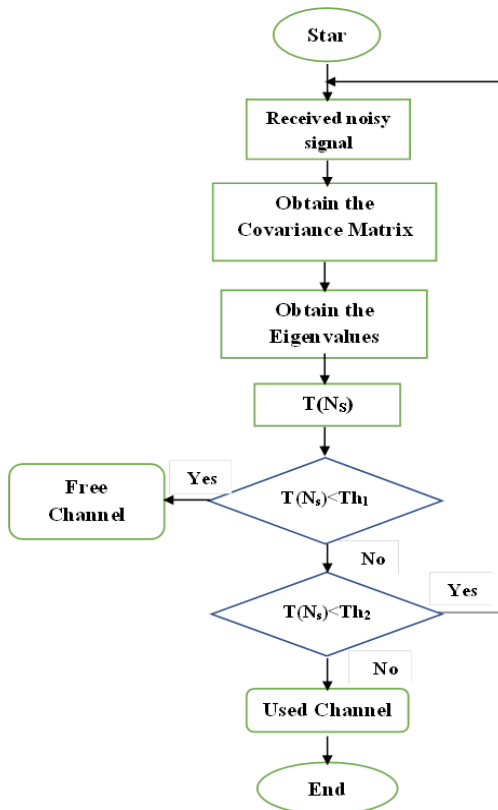 Star
Received noisy
signal
Obtain the
Covariance Matrix
Obtain the
Eigenvalues
T(Nₛ)
Yes
Free
Channel
T(Nₛ)<Th₁
No
T(Nₛ)<Th₂
Yes
No
Used Channel
End